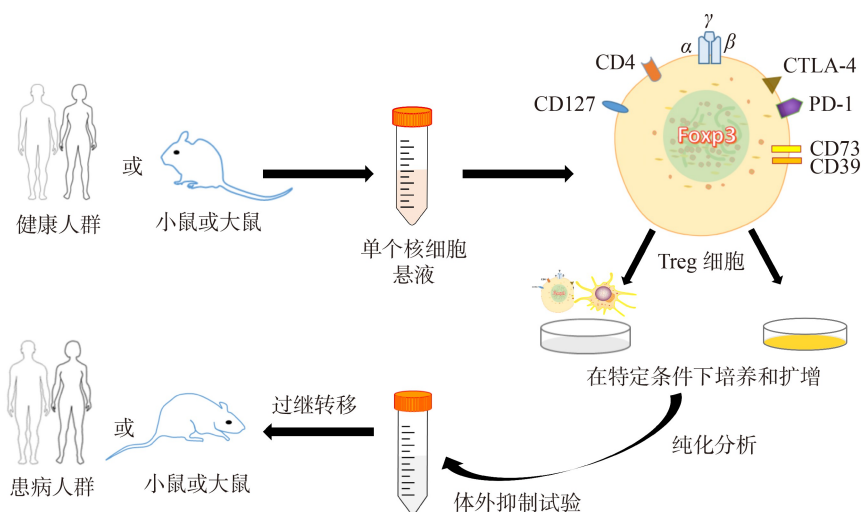 γ
α
β
CD4
CTLA-4
CD127
PD-1
Foxp3
CD73
CD39
或
健康人群
小鼠或大鼠
单个核细胞
悬液
Treg 细胞
在特定条件下培养和扩增
过继转移
纯化分析
或
患病人群
小鼠或大鼠
体外抑制试验